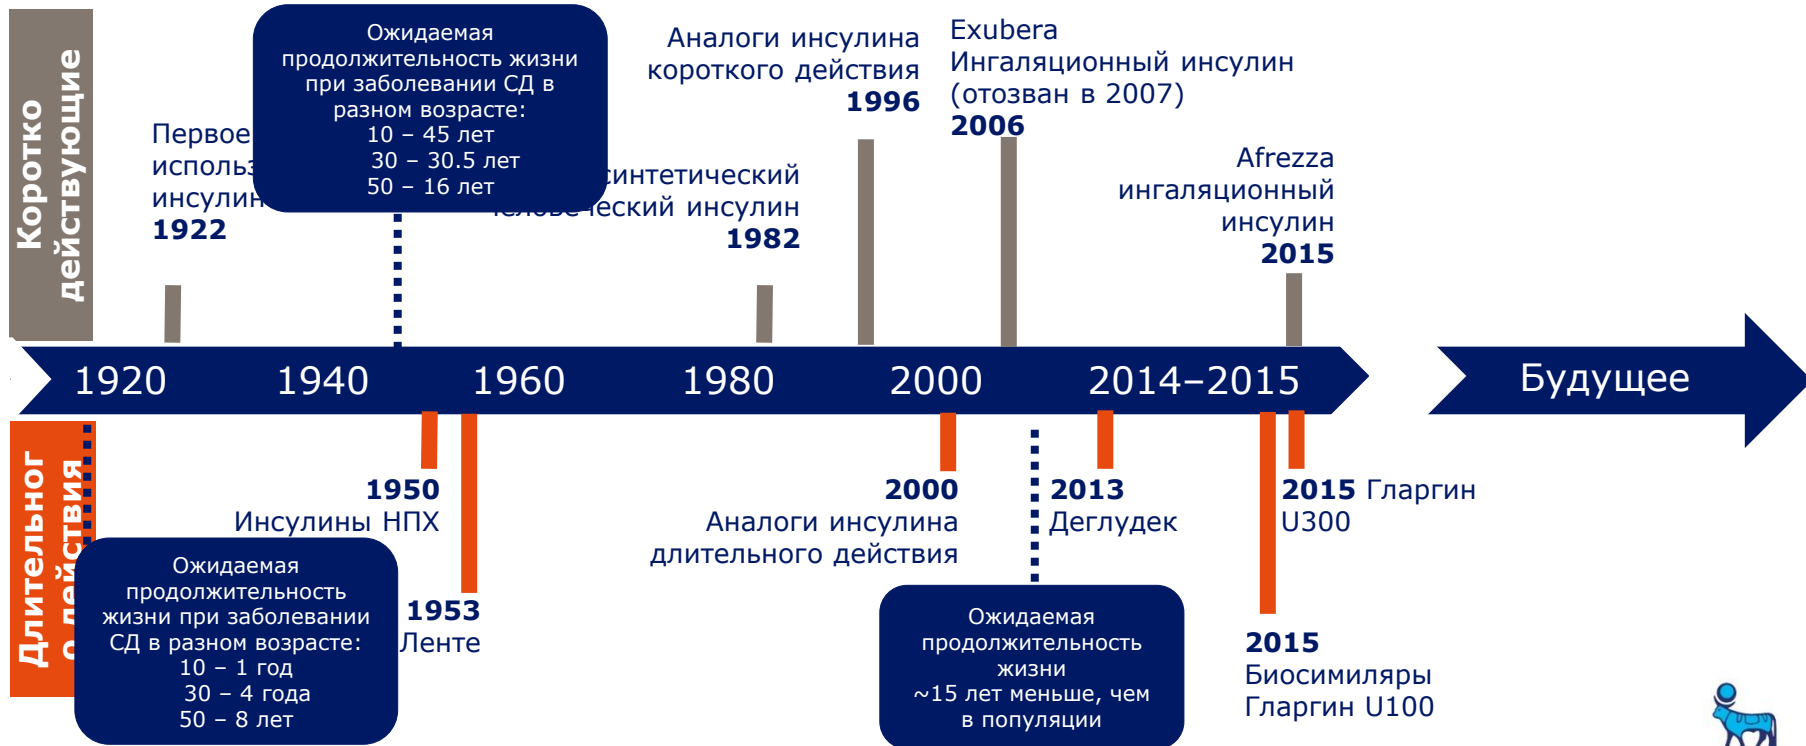 Коротко
действующие
Ожидаемая
продолжительность жизни
при заболевании СД в
разном возрасте:
10 – 45 лет
30 – 30.5 лет
50 – 16 лет
Первое
инсулин
1922
синтетический
человеческий инсулин
1982
Аналоги инсулина
короткого действия
1996
Exubera
Ингаляционный инсулин
(отозван в 2007)
2006
Afrezza
ингаляционный
инсулин
2015
1920 1940 1960 1980 2000 2014–2015 Будущее
Длительног
о действия
1950
Инсулины НПХ
1953
Ленте
Ожидаемая
продолжительность
жизни при заболевании
СД в разном возрасте:
10 – 1 год
30 – 4 года
50 – 8 лет
2000
Аналоги инсулина
длительного действия
2013
Деглудек
Ожидаемая
продолжительность
жизни
~15 лет меньше, чем
в популяции
2015 Гларгин
U300
2015
Биосимиляры
Гларгин U100